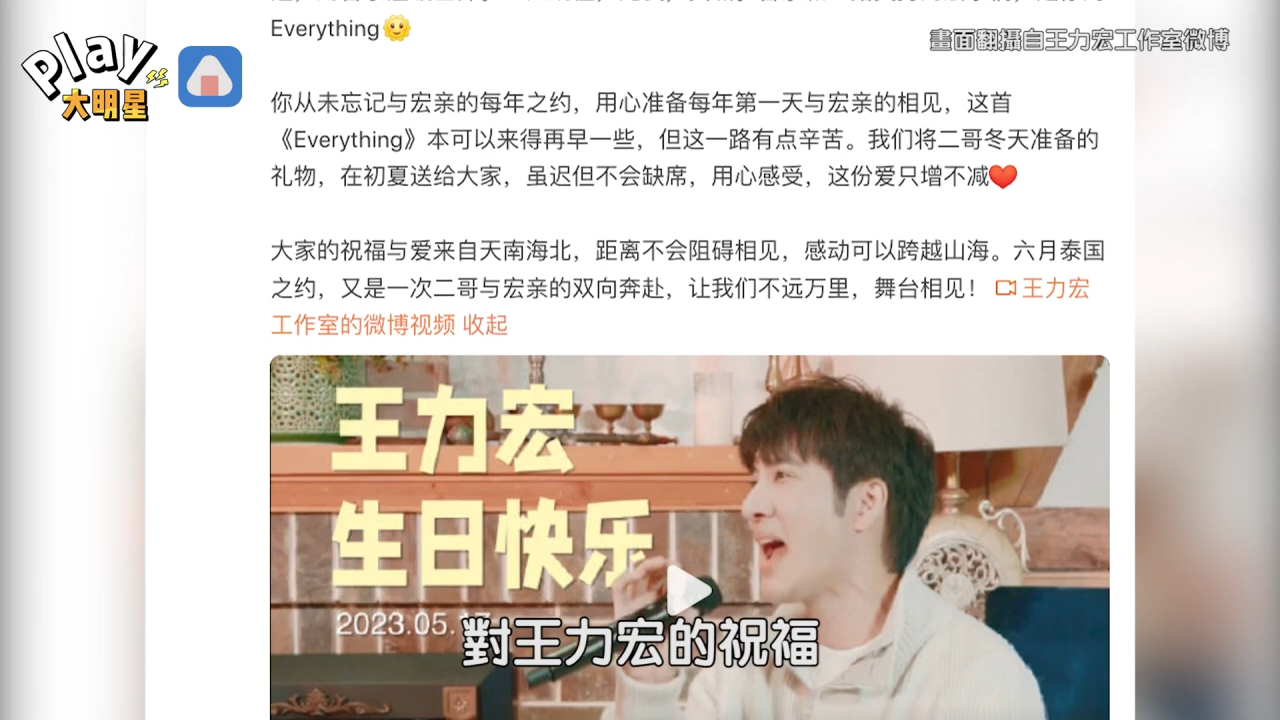 Play
大明星
畫面翻攝自王力宏工作室微博
Everything
你从未忘记与宏亲的每年之约，用心准备每年第一天与宏亲的相见，这首
《Everything》本可以来得再早一些，但这一路有点辛苦。我们将二哥冬天准备的
礼物，在初夏送给大家，虽迟但不会缺席，用心感受，这份爱只增不减
大家的祝福与爱来自天南海北，距离不会阻碍相见，感动可以跨越山海。六月泰国
之约，又是一次二哥与宏亲的双向奔赴，让我们不远万里，舞台相见！王力宏
工作室的微博视频 收起
王力宏
生日快乐
2023.05.17
對王力宏的祝福